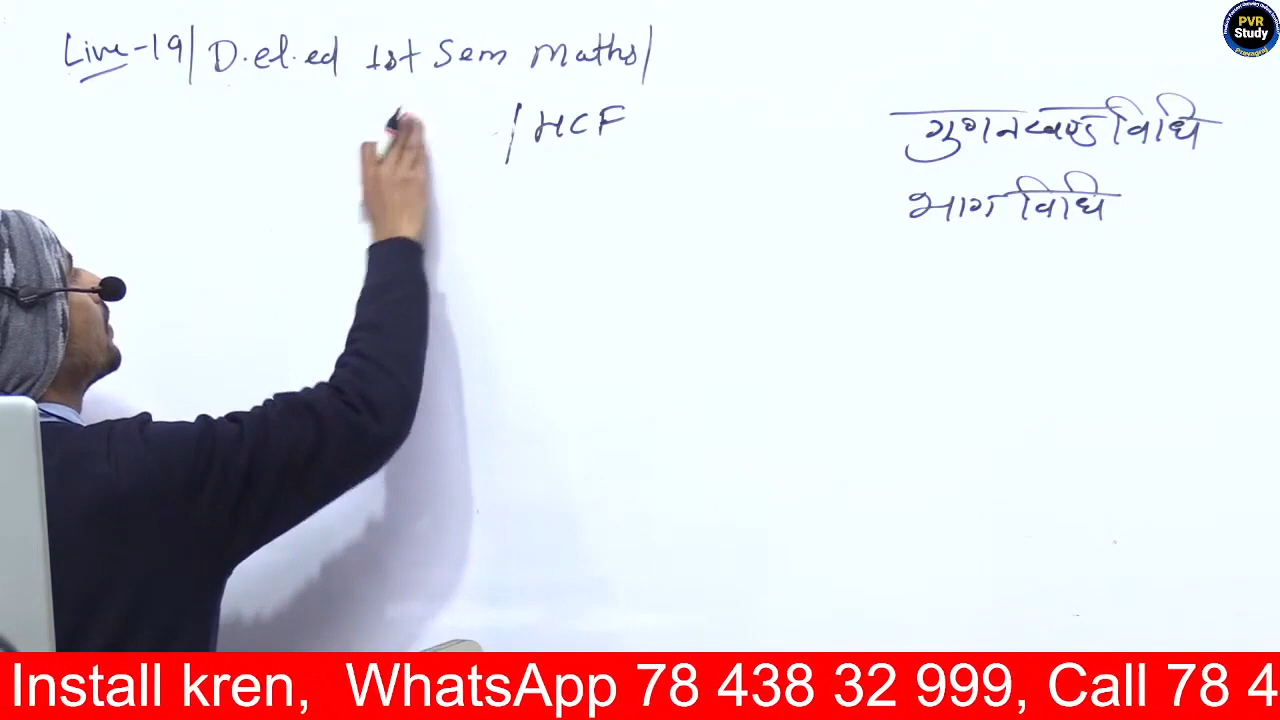 Live-19/ D.el.ed 1st Sem Maths/
/ HCF
गुणनखण्ड विधि
भाग विधि
PVR
Study
Prayagraj
Install kren, WhatsApp 78 438 32 999, Call 78 4